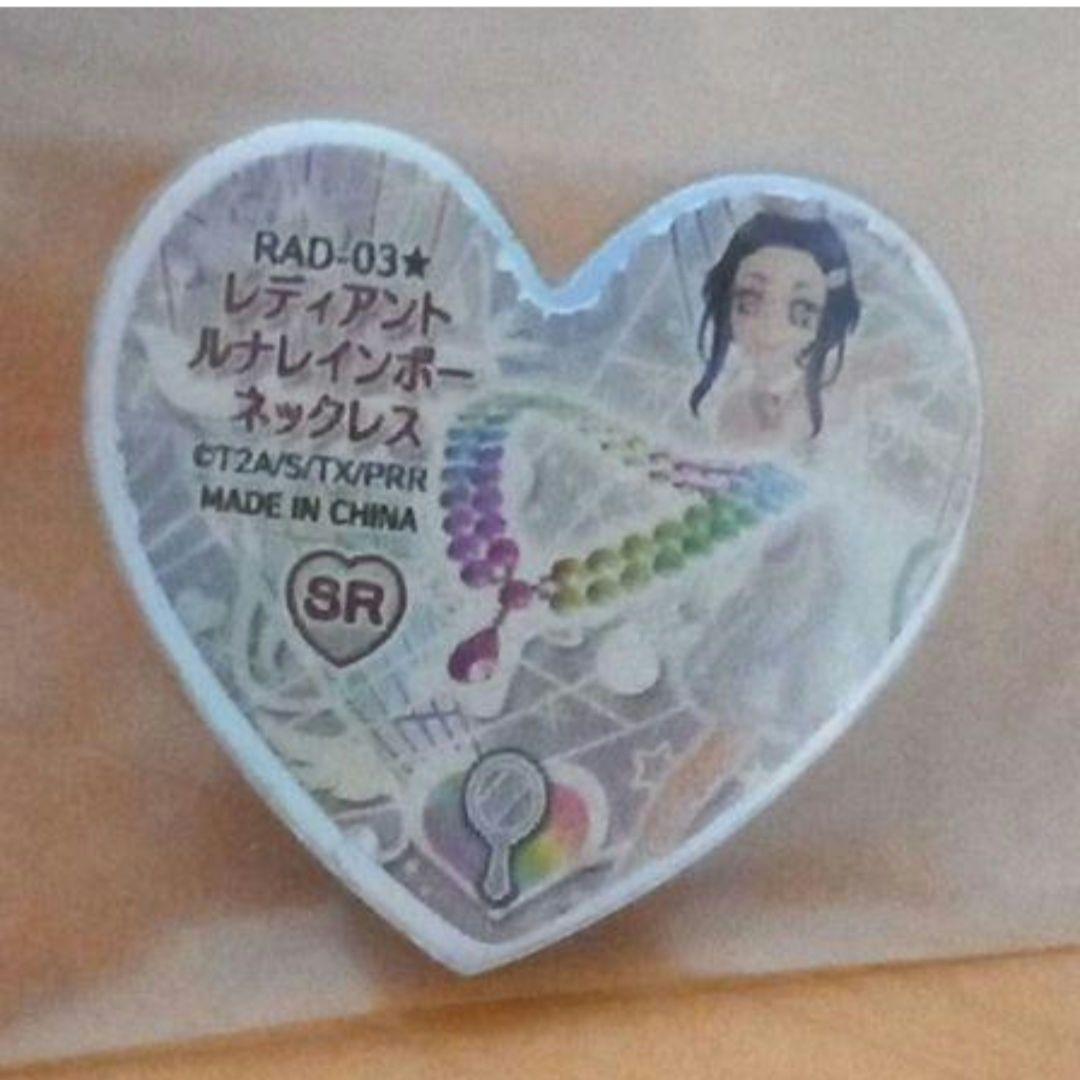 RAD-03★
レディアント
ルナレインボー
ネックレス
©T2A/S/TX/PRR
MADE IN CHINA
SR